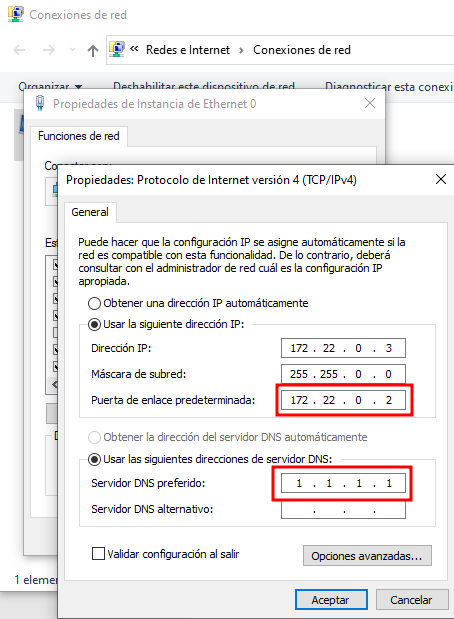 Conexiones de red
Redes e Internet > Conexiones de red
Organizar Deshabilitar este dispositivo de red Diagnosticar esta conexi
Propiedades de Instancia de Ethernet 0
Funciones de red
Propiedades: Protocolo de Internet versión 4 (TCP/IPv4)
General
Puede hacer que la configuración IP se asigne automáticamente si la
red es compatible con esta funcionalidad. De lo contrario, deberá
consultar con el administrador de red cuál es la configuración IP
apropiada.
Obtener una dirección IP automáticamente
Usar la siguiente dirección IP:
Dirección IP: 172 . 22 . 0 . 3
Máscara de subred: 255 . 255 . 0 . 0
Puerta de enlace predeterminada: 172 . 22 . 0 . 2
Obtener la dirección del servidor DNS automáticamente
Usar las siguientes direcciones de servidor DNS:
Servidor DNS preferido: 1 . 1 . 1 . 1
Servidor DNS alternativo: . . .
Validar configuración al salir
Opciones avanzadas...
1 eleme
Aceptar Cancelar